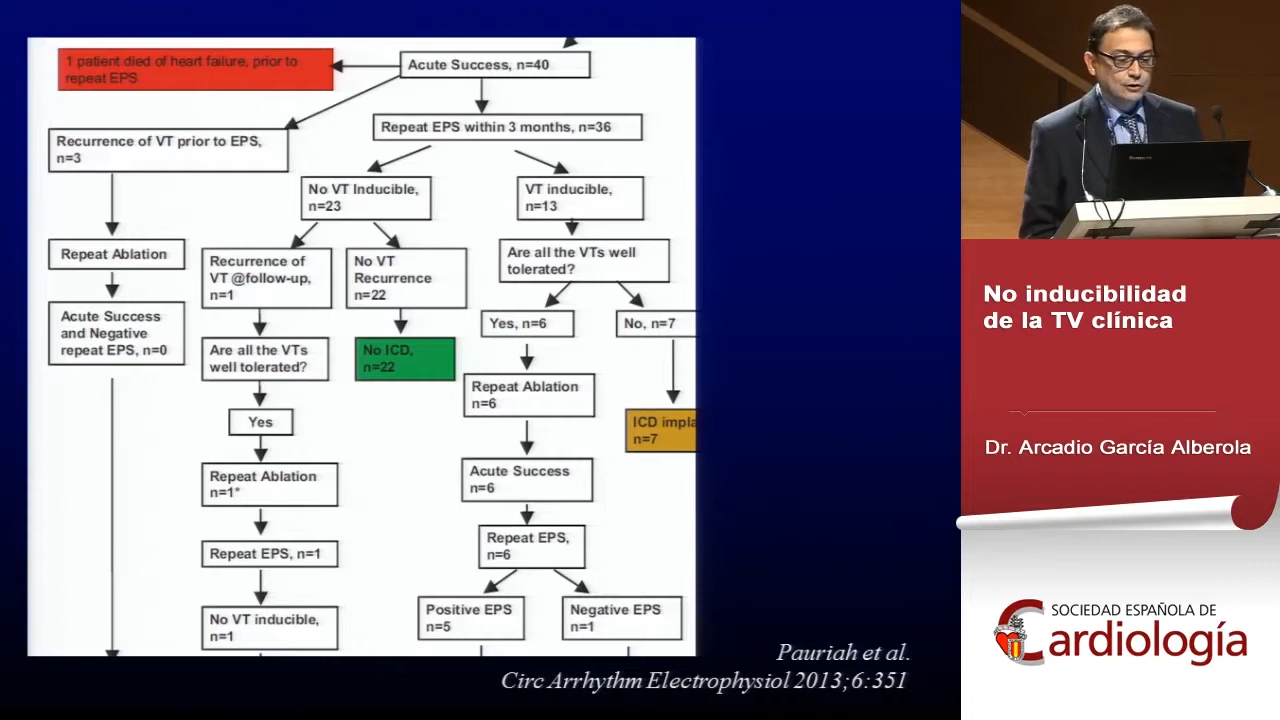 1 patient died of heart failure, prior to
repeat EPS
Acute Success, n=40
Recurrence of VT prior to EPS,
n=3
Repeat EPS within 3 months, n=36
No VT Inducible,
n=23
VT inducible,
n=13
Repeat Ablation
Recurrence of
VT @follow-up,
n=1
No VT
Recurrence
n=22
Are all the VTs well
tolerated?
Acute Success
and Negative
repeat EPS, n=0
Yes, n=6
No, n=7
Are all the VTs
well tolerated?
No ICD,
n=22
Repeat Ablation
n=6
Yes
ICD impla
n=7
Repeat Ablation
n=1*
Acute Success
n=6
Repeat EPS, n=1
Repeat EPS,
n=6
No VT inducible,
n=1
Positive EPS
n=5
Negative EPS
n=1
Pauriah et al.
Circ Arrhythm Electrophysiol 2013;6:351
No inducibilidad
de la TV clínica
Dr. Arcadio García Alberola
SOCIEDAD ESPAÑOLA DE
Cardiología